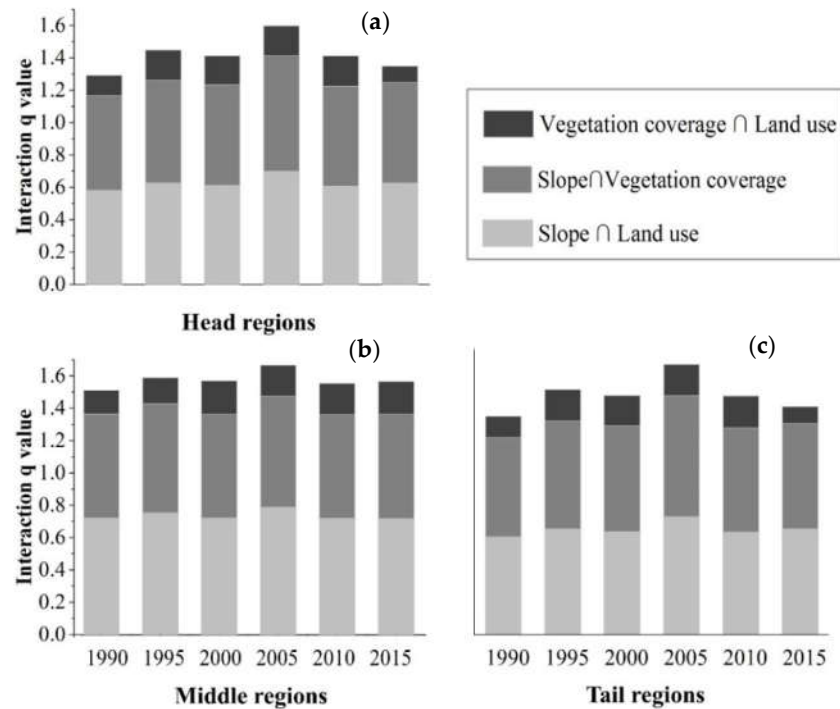 (a)
Interaction q value
1.6
1.4
1.2
1.0
0.8
0.6
0.4
0.2
0.0
Head regions
Vegetation coverage ∩ Land use
Slope∩Vegetation coverage
Slope ∩ Land use
(b)
Interaction q value
1.6
1.4
1.2
1.0
0.8
0.6
0.4
0.2
0.0
1990 1995 2000 2005 2010 2015
Middle regions
(c)
1990 1995 2000 2005 2010 2015
Tail regions